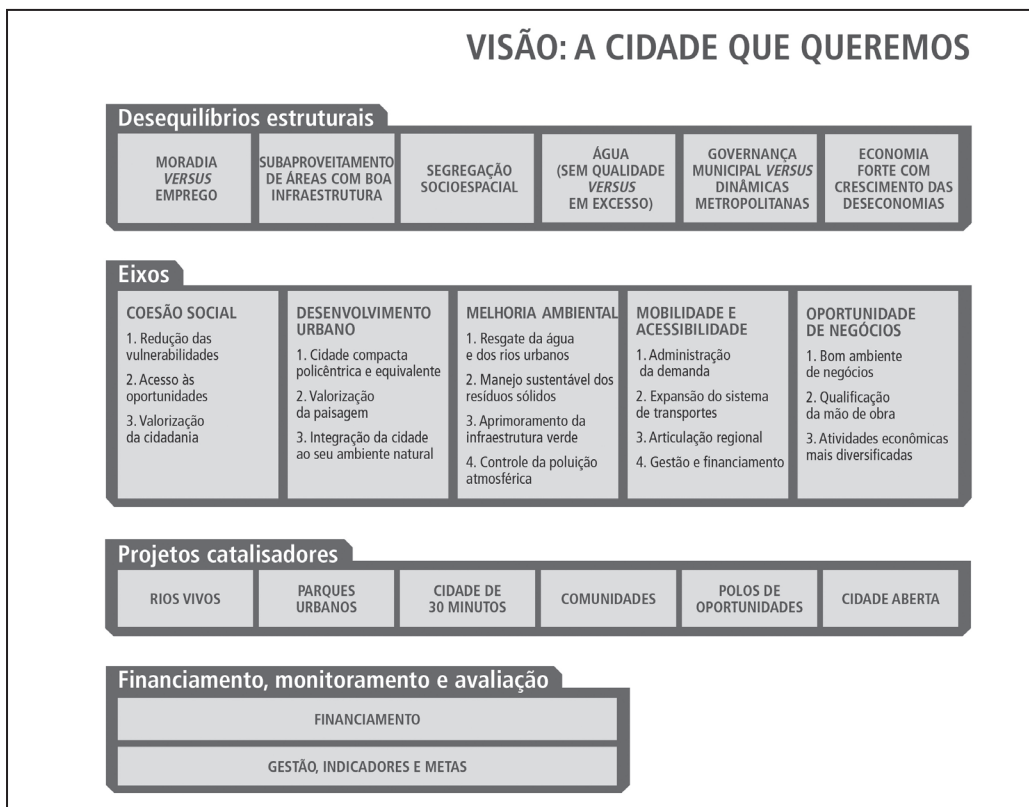 VISÃO: A CIDADE QUE QUEREMOS
Desequilíbrios estruturais
MORADIA
VERSUS
EMPREGO
SUBAPROVEITAMENTO
DE ÁREAS COM BOA
INFRAESTRUTURA
SEGREGAÇÃO
SOCIOESPACIAL
ÁGUA
(SEM QUALIDADE
VERSUS
EM EXCESSO)
GOVERNANÇA
MUNICIPAL VERSUS
DINÂMICAS
METROPOLITANAS
ECONOMIA
FORTE COM
CRESCIMENTO DAS
DESECONOMIAS
Eixos
COESÃO SOCIAL
1. Redução das
vulnerabilidades
2. Acesso às
oportunidades
3. Valorização
da cidadania
DESENVOLVIMENTO
URBANO
1. Cidade compacta
policêntrica e equivalente
2. Valorização
da paisagem
3. Integração da cidade
ao seu ambiente natural
MELHORIA AMBIENTAL
1. Resgate da água
e dos rios urbanos
2. Manejo sustentável dos
resíduos sólidos
3. Aprimoramento da
infraestrutura verde
4. Controle da poluição
atmosférica
MOBILIDADE E
ACESSIBILIDADE
1. Administração
da demanda
2. Expansão do sistema
de transportes
3. Articulação regional
4. Gestão e financiamento
OPORTUNIDADE
DE NEGÓCIOS
1. Bom ambiente
de negócios
2. Qualificação
da mão de obra
3. Atividades econômicas
mais diversificadas
Projetos catalisadores
RIOS VIVOS
PARQUES
URBANOS
CIDADE DE
30 MINUTOS
COMUNIDADES
POLOS DE
OPORTUNIDADES
CIDADE ABERTA
Financiamento, monitoramento e avaliação
FINANCIAMENTO
GESTÃO, INDICADORES E METAS